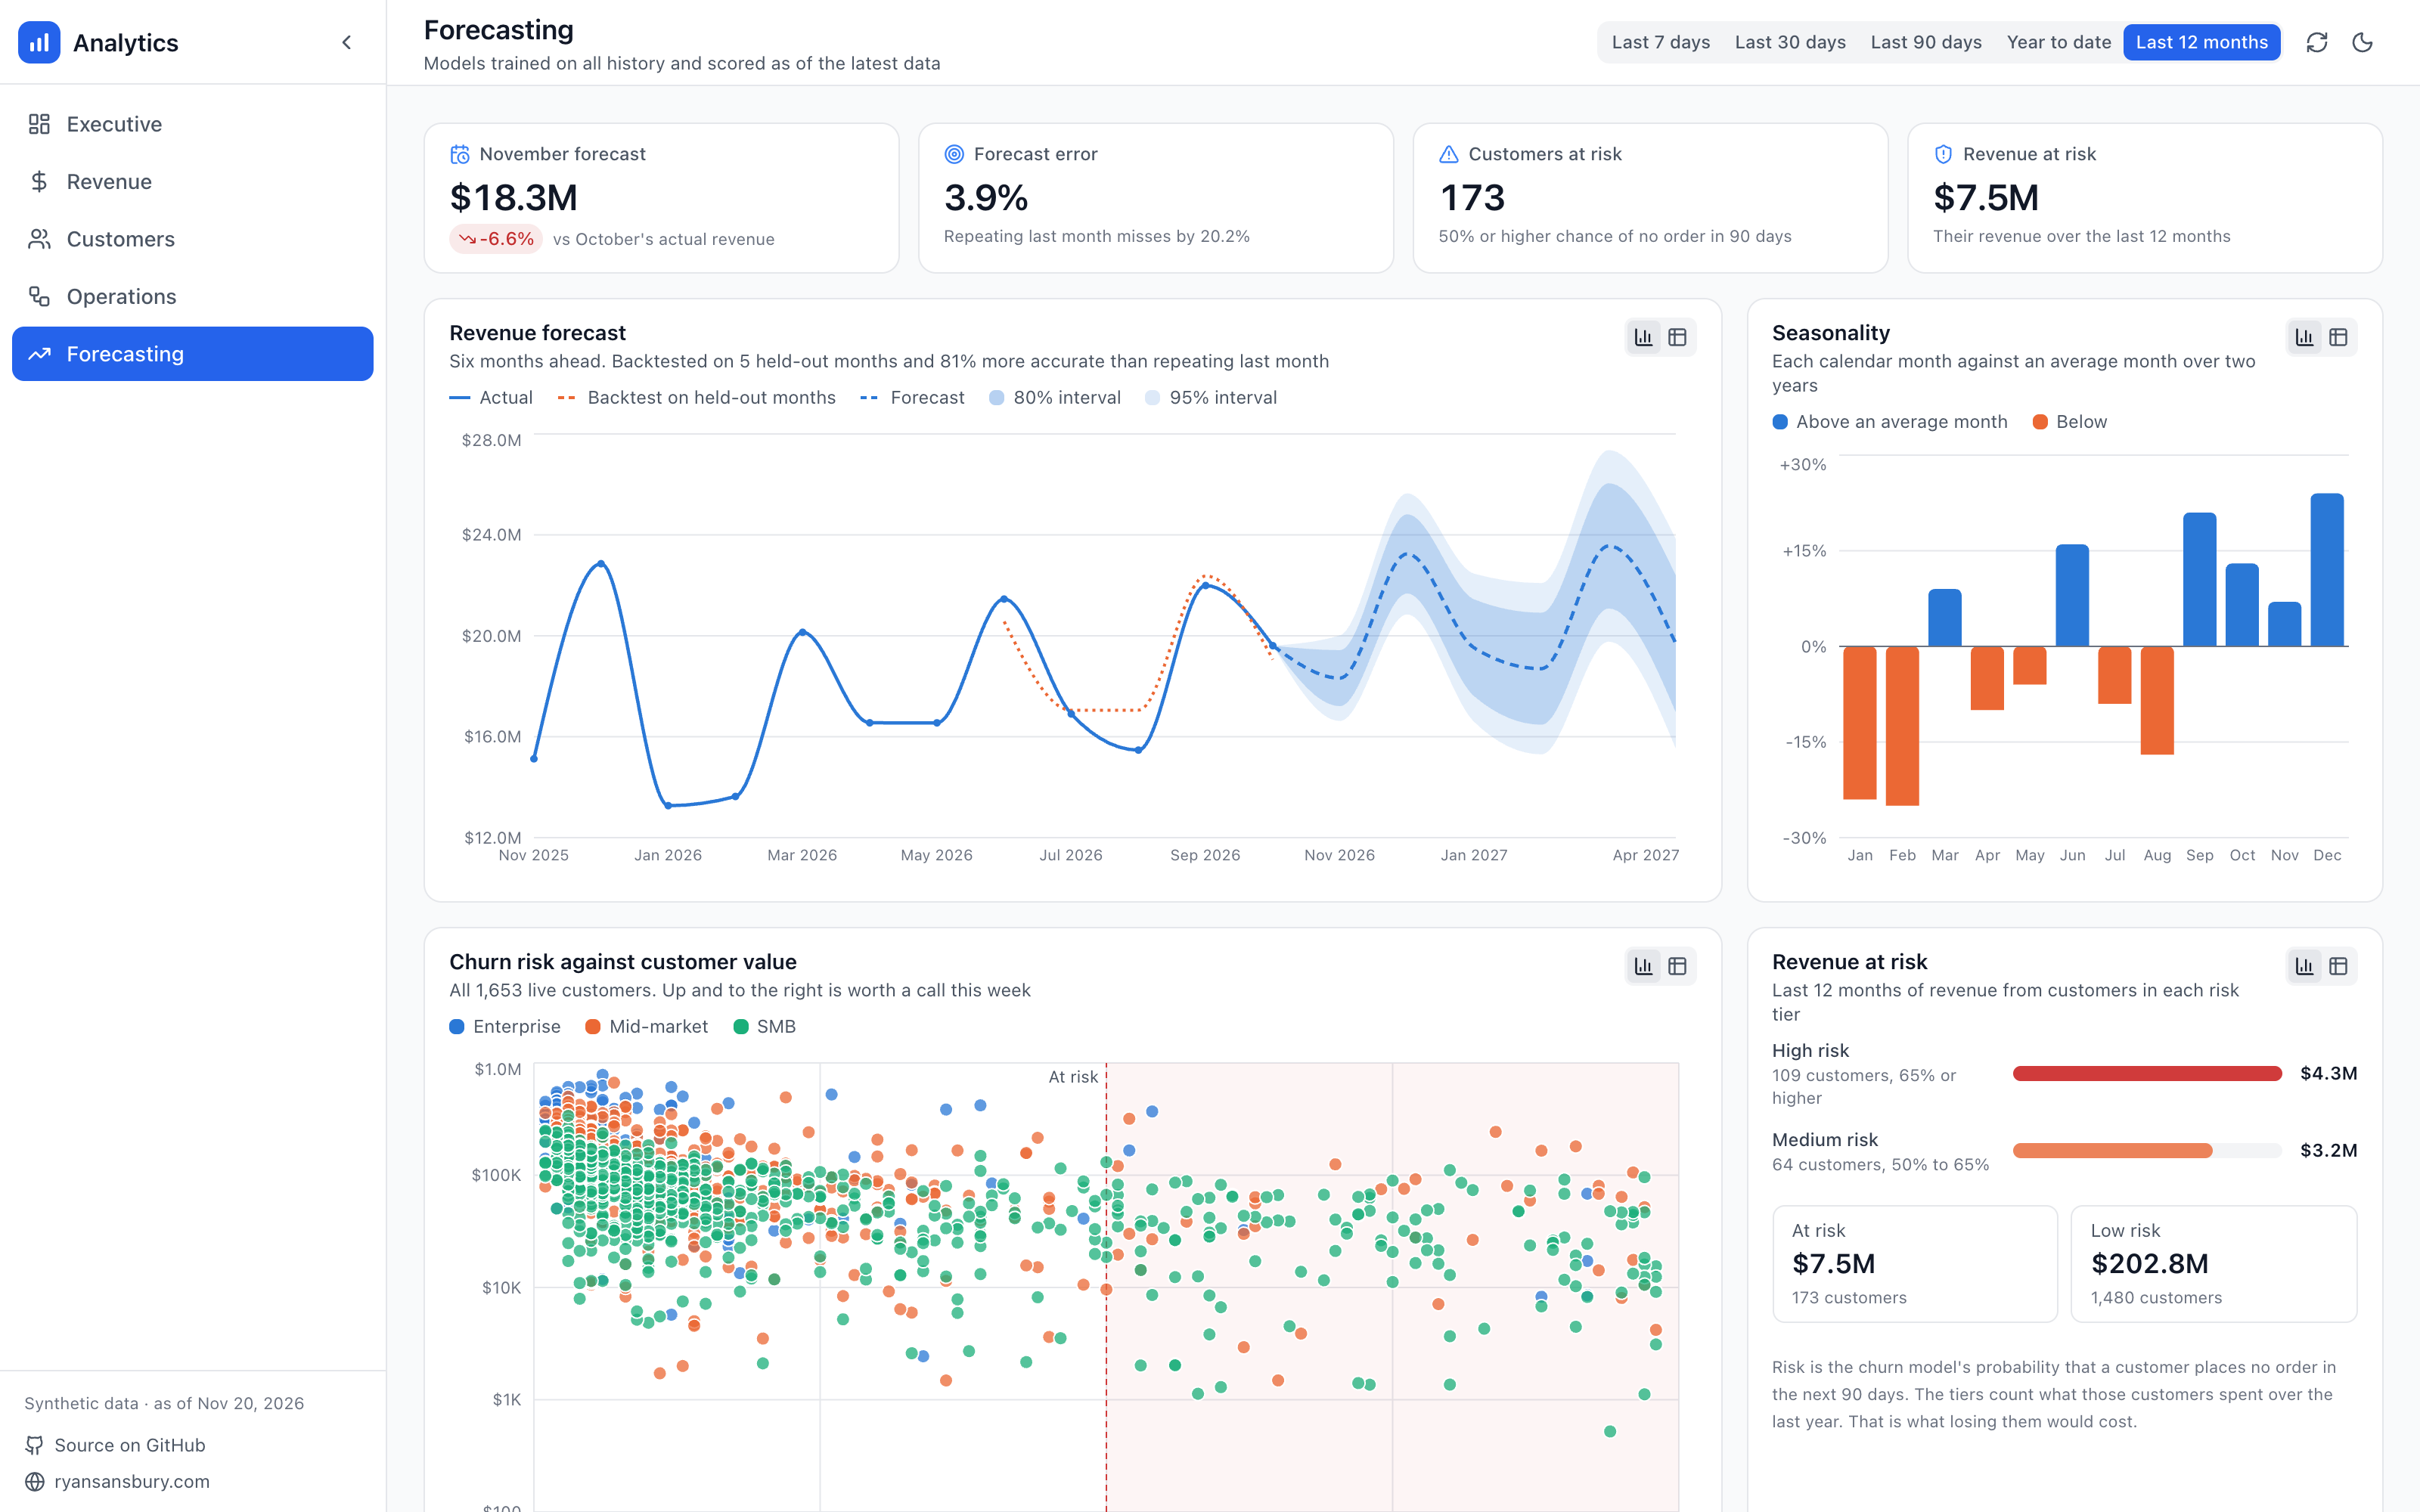 Analytics
Executive
Revenue
Customers
Operations
Forecasting
Synthetic data · as of Nov 20, 2026
Source on GitHub
ryansansbury.com
Forecasting
Models trained on all history and scored as of the latest data
Last 7 days
Last 30 days
Last 90 days
Year to date
Last 12 months
November forecast
$18.3M
-6.6% vs October's actual revenue
Forecast error
3.9%
Repeating last month misses by 20.2%
Customers at risk
173
50% or higher chance of no order in 90 days
Revenue at risk
$7.5M
Their revenue over the last 12 months
Revenue forecast
Six months ahead. Backtested on 5 held-out months and 81% more accurate than repeating last month
Actual
Backtest on held-out months
Forecast
80% interval
95% interval
$28.0M
$24.0M
$20.0M
$16.0M
$12.0M
Nov 2025
Jan 2026
Mar 2026
May 2026
Jul 2026
Sep 2026
Nov 2026
Jan 2027
Apr 2027
Seasonality
Each calendar month against an average month over two
years
Above an average month
Below
+30%
+15%
0%
-15%
-30%
Jan
Feb
Mar
Apr
May
Jun
Jul
Aug
Sep
Oct
Nov
Dec
Churn risk against customer value
All 1,653 live customers. Up and to the right is worth a call this week
Enterprise
Mid-market
SMB
At risk
$1.0M
$100K
$10K
$1K
$100
Revenue at risk
Last 12 months of revenue from customers in each risk
tier
High risk
109 customers, 65% or
higher
$4.3M
Medium risk
64 customers, 50% to 65%
$3.2M
At risk
$7.5M
173 customers
Low risk
$202.8M
1,480 customers
Risk is the churn model's probability that a customer places no order in
the next 90 days. The tiers count what those customers spent over the
last year. That is what losing them would cost.